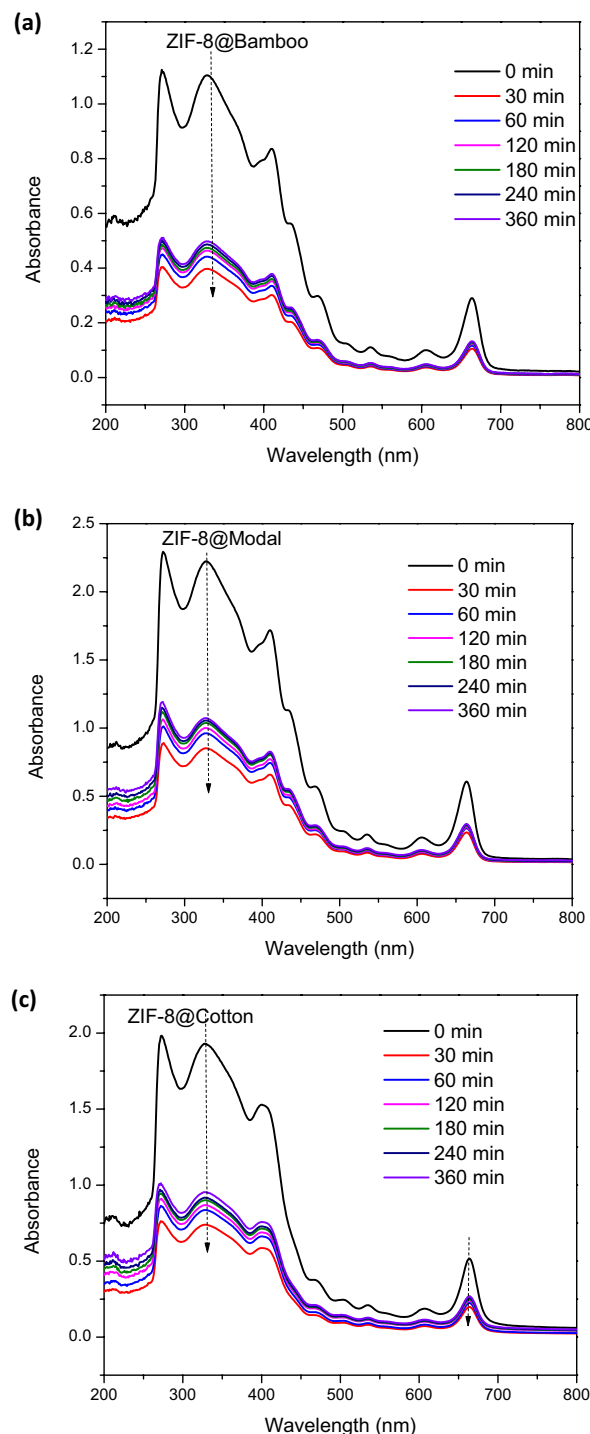 (a)
ZIF-8@Bamboo
0 min
30 min
60 min
120 min
180 min
240 min
360 min
1.2
1.0
0.8
0.6
0.4
0.2
0.0
Absorbance
200 300 400 500 600 700 800
Wavelength (nm)
(b)
ZIF-8@Modal
0 min
30 min
60 min
120 min
180 min
240 min
360 min
2.5
2.0
1.5
1.0
0.5
0.0
Absorbance
200 300 400 500 600 700 800
Wavelength (nm)
(c)
ZIF-8@Cotton
0 min
30 min
60 min
120 min
180 min
240 min
360 min
2.0
1.5
1.0
0.5
0.0
Absorbance
200 300 400 500 600 700 800
Wavelength (nm)